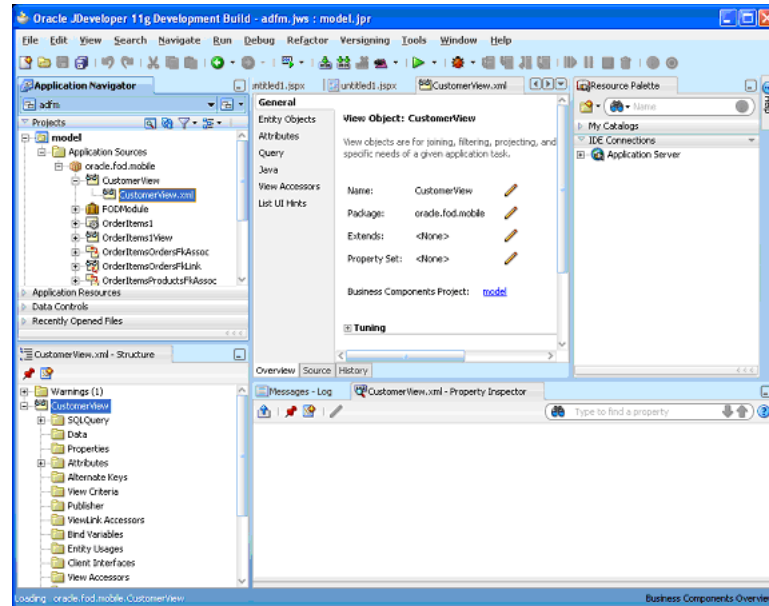 Oracle JDeveloper 11g Development Build - adfm.jws : model.jpr
File Edit View Search Navigate Run Debug Refactor Versigning Tools Window Help
Application Navigator
adfm
Projects
model
Application Sources
oracle.fod.mobile
CustomerView
CustomerView.xml
FODModule
OrderItems1
OrderItems1View
OrderItemsOrdersFkAssoc
OrderItemsOrdersFkLink
OrderItemsProductsFkAssoc
Application Resources
Data Controls
Recently Opened Files
ntitled1.jspx untitled1.jspx CustomerView.xml
General
Entity Objects
Attributes
Query
Java
View Accessors
List UI Hints
View Object: CustomerView
View objects are for joining, filtering, projecting, and
specific needs of a given application task.
Name: CustomerView
Package: oracle.fod.mobile
Extends: <None>
Property Set: <None>
Business Components Project: model
Tuning
Overview Source History
Resource Palette
Name
My Catalogs
IDE Connections
Application Server
Help
CustomerView.xml - Structure
Warnings (1)
CustomerView
SQLQuery
Data
Properties
Attributes
Alternate Keys
View Criteria
Publisher
ViewLink Accessors
Bind Variables
Entity Usages
Client Interfaces
View Accessors
Messages - Log CustomerView.xml - Property Inspector
Type to find a property
Loading oracle.fod.mobile.CustomerView
Business Components Overview